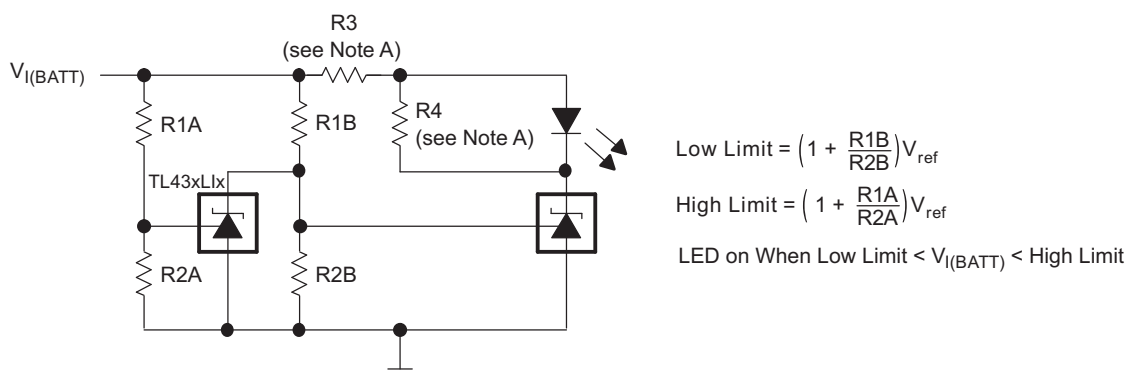 R3
(see Note A)
V_I(BATT)
R1A
R1B
R4
(see Note A)
TL43xLIx
R2A
R2B
Low Limit = (1 + R1B/R2B) V_ref
High Limit = (1 + R1A/R2A) V_ref
LED on When Low Limit < V_I(BATT) < High Limit